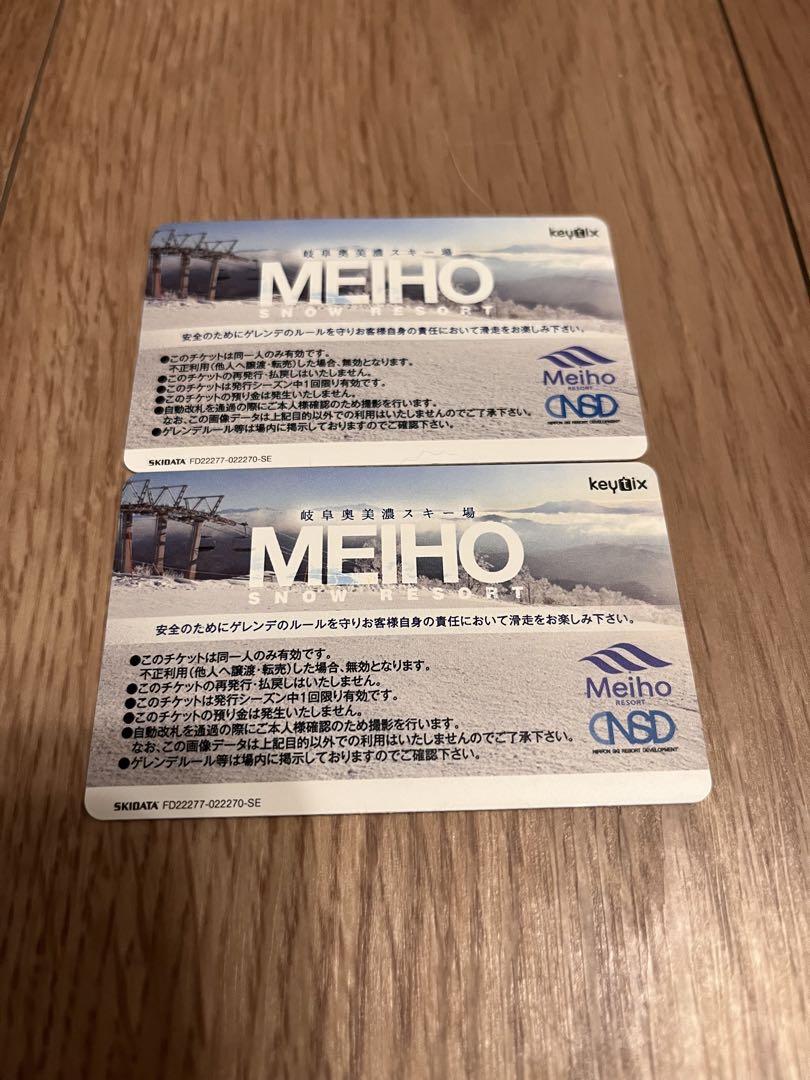 keytix
岐阜奥美濃スキー場
MEIHO
SNOW RESORT
安全のためにゲレンデのルールを守りお客様自身の責任において滑走をお楽しみ下さい。
●このチケットは同一人のみ有効です。
不正利用(他人へ譲渡・転売)した場合、無効となります。
●このチケットの再発行・払戻しはいたしません。
●このチケットは発行シーズン中1回限り有効です。
●このチケットの預り金は発生いたしません。
●自動改札を通過の際にご本人様確認のため撮影を行います。
なお、この画像データは上記目的以外での利用はいたしませんのでご了承下さい。
●ゲレンデルール等は場内に掲示しておりますのでご確認下さい。
Meiho
RESORT
NSD
NIPPON SKI RESORT DEVELOPMENT
SKIDATA FD22277-022270-SE
keytix
岐阜奥美濃スキー場
MEIHO
SNOW RESORT
安全のためにゲレンデのルールを守りお客様自身の責任において滑走をお楽しみ下さい。
●このチケットは同一人のみ有効です。
不正利用(他人へ譲渡・転売)した場合、無効となります。
●このチケットの再発行・払戻しはいたしません。
●このチケットは発行シーズン中1回限り有効です。
●このチケットの預り金は発生いたしません。
●自動改札を通過の際にご本人様確認のため撮影を行います。
なお、この画像データは上記目的以外での利用はいたしませんのでご了承下さい。
●ゲレンデルール等は場内に掲示しておりますのでご確認下さい。
Meiho
RESORT
NSD
NIPPON SKI RESORT DEVELOPMENT
SKIDATA FD22277-022270-SE